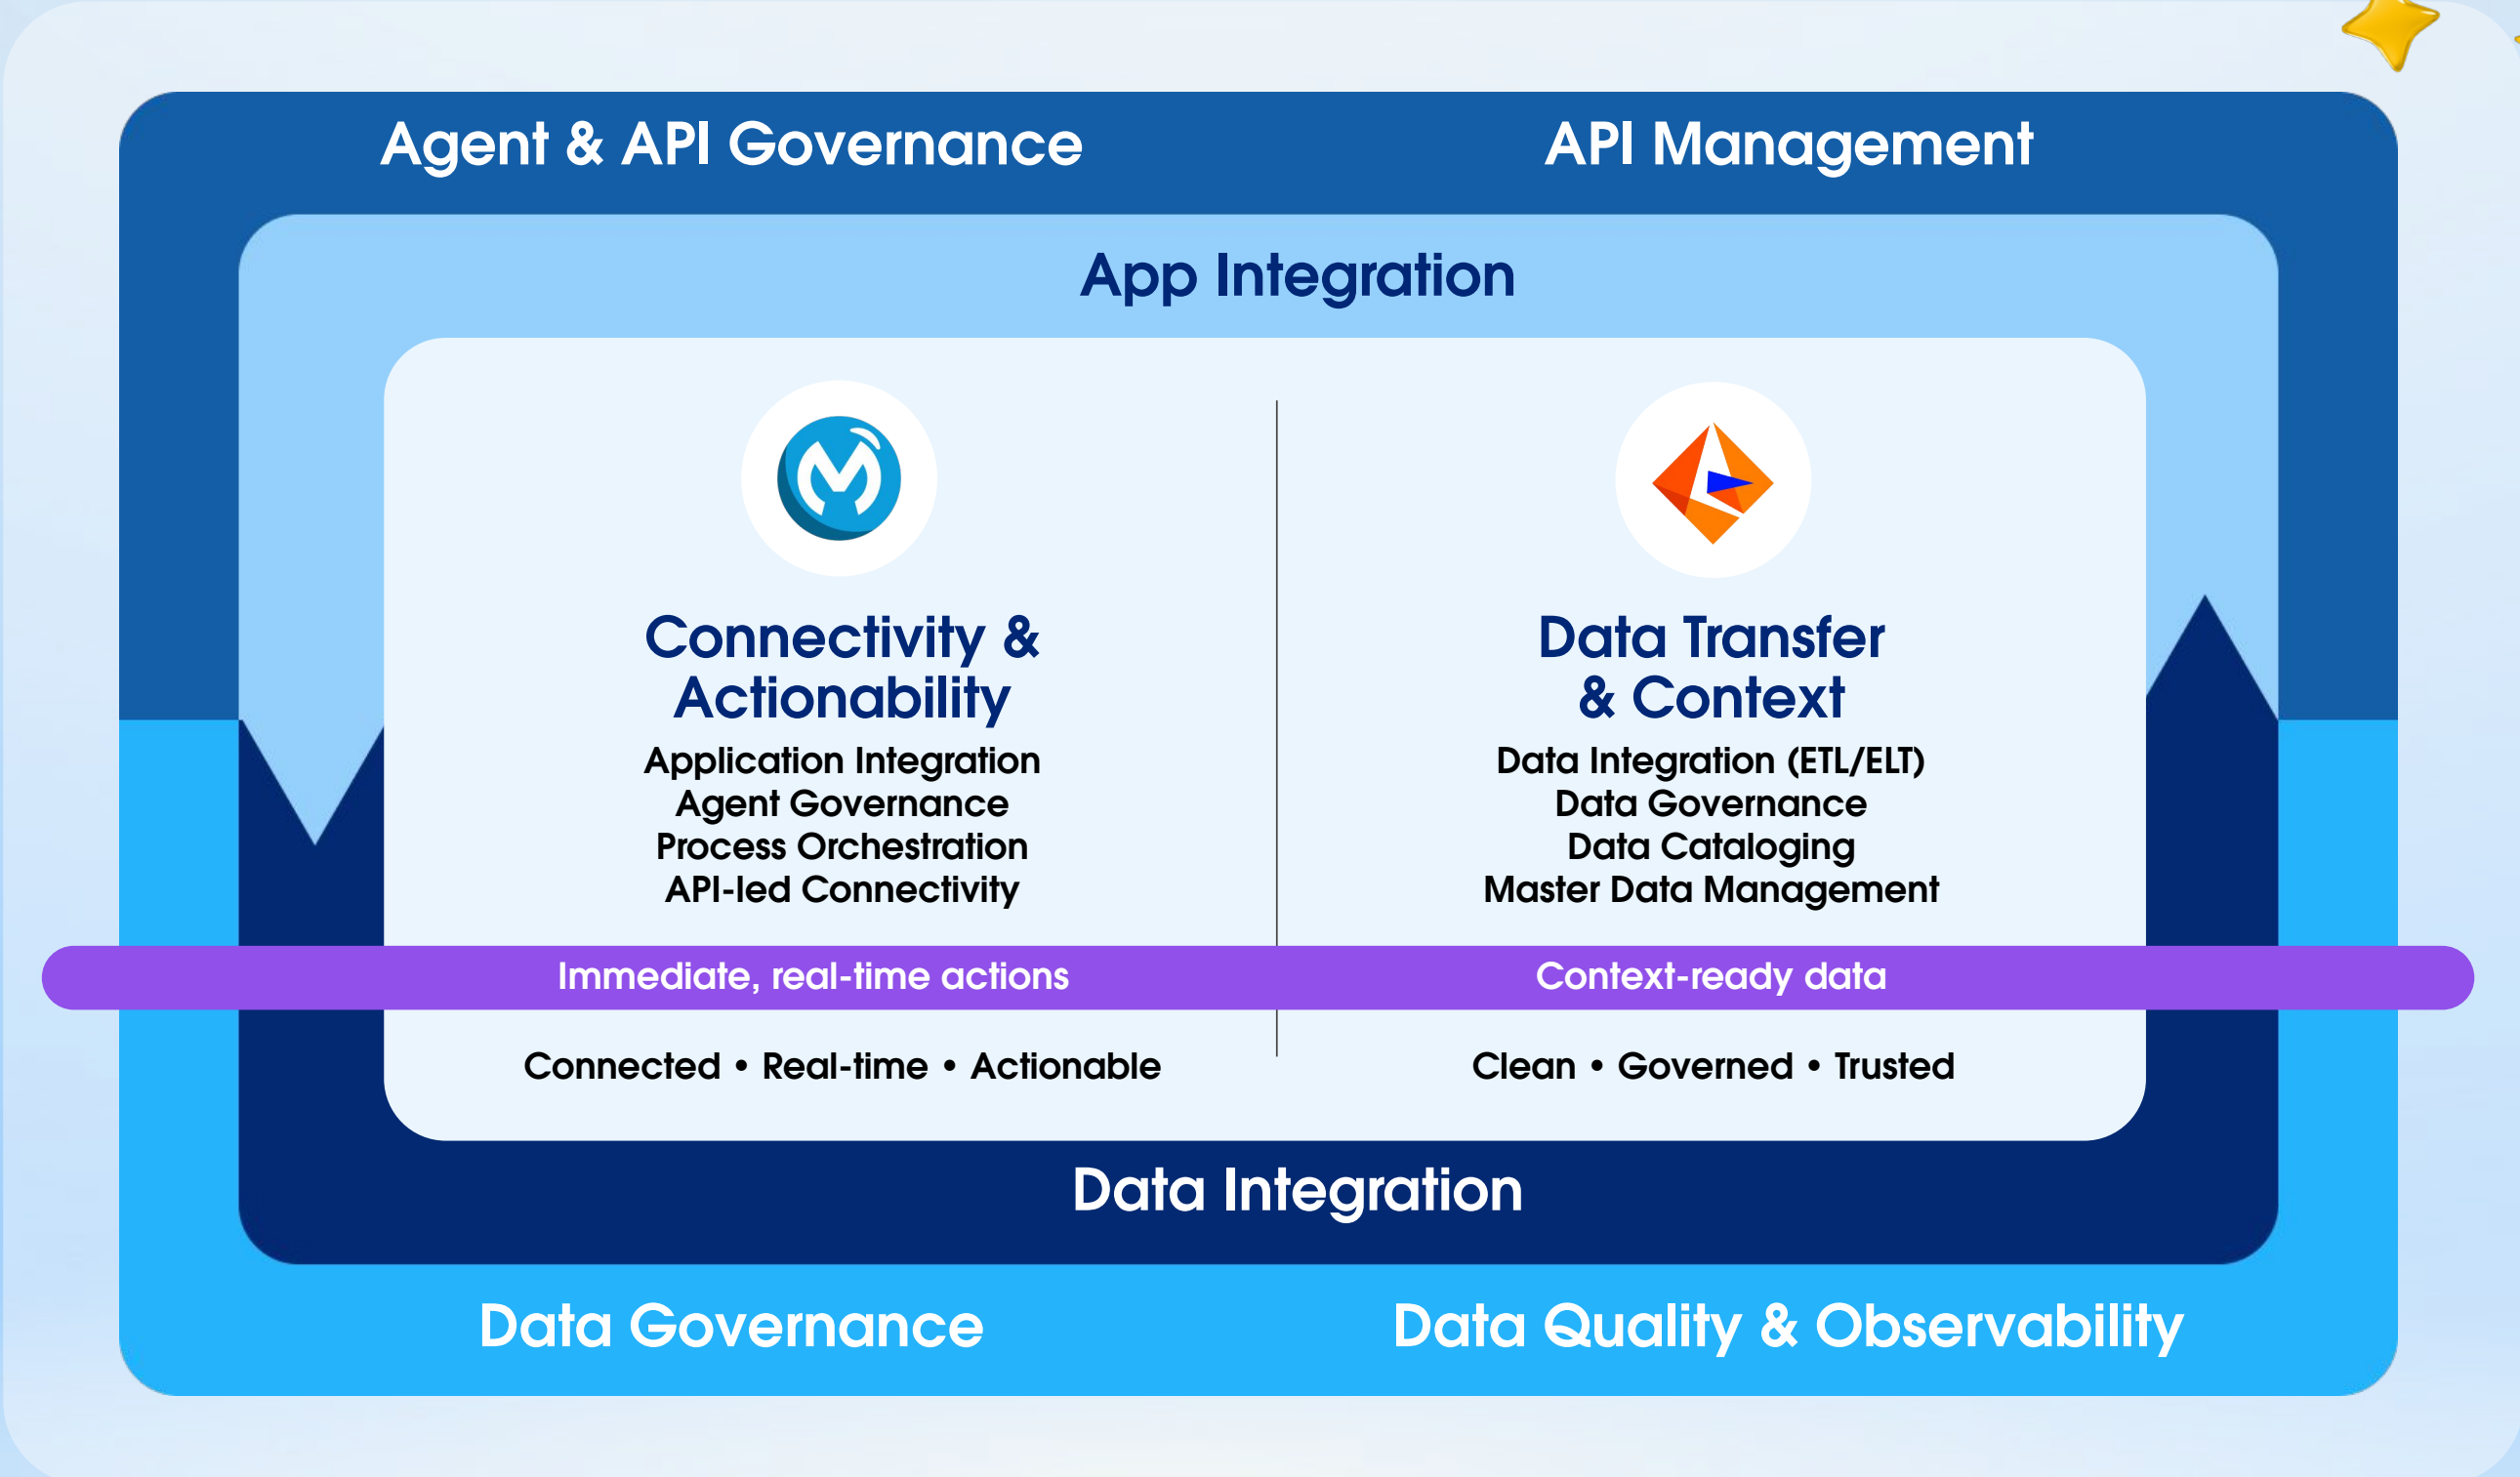 Agent & API Governance
API Management
App Integration
Connectivity &
Actionability
Application Integration
Agent Governance
Process Orchestration
API-led Connectivity
Data Transfer
& Context
Data Integration (ETL/ELT)
Data Governance
Data Cataloging
Master Data Management
Immediate, real-time actions
Context-ready data
Connected • Real-time • Actionable
Clean • Governed • Trusted
Data Integration
Data Governance
Data Quality & Observability